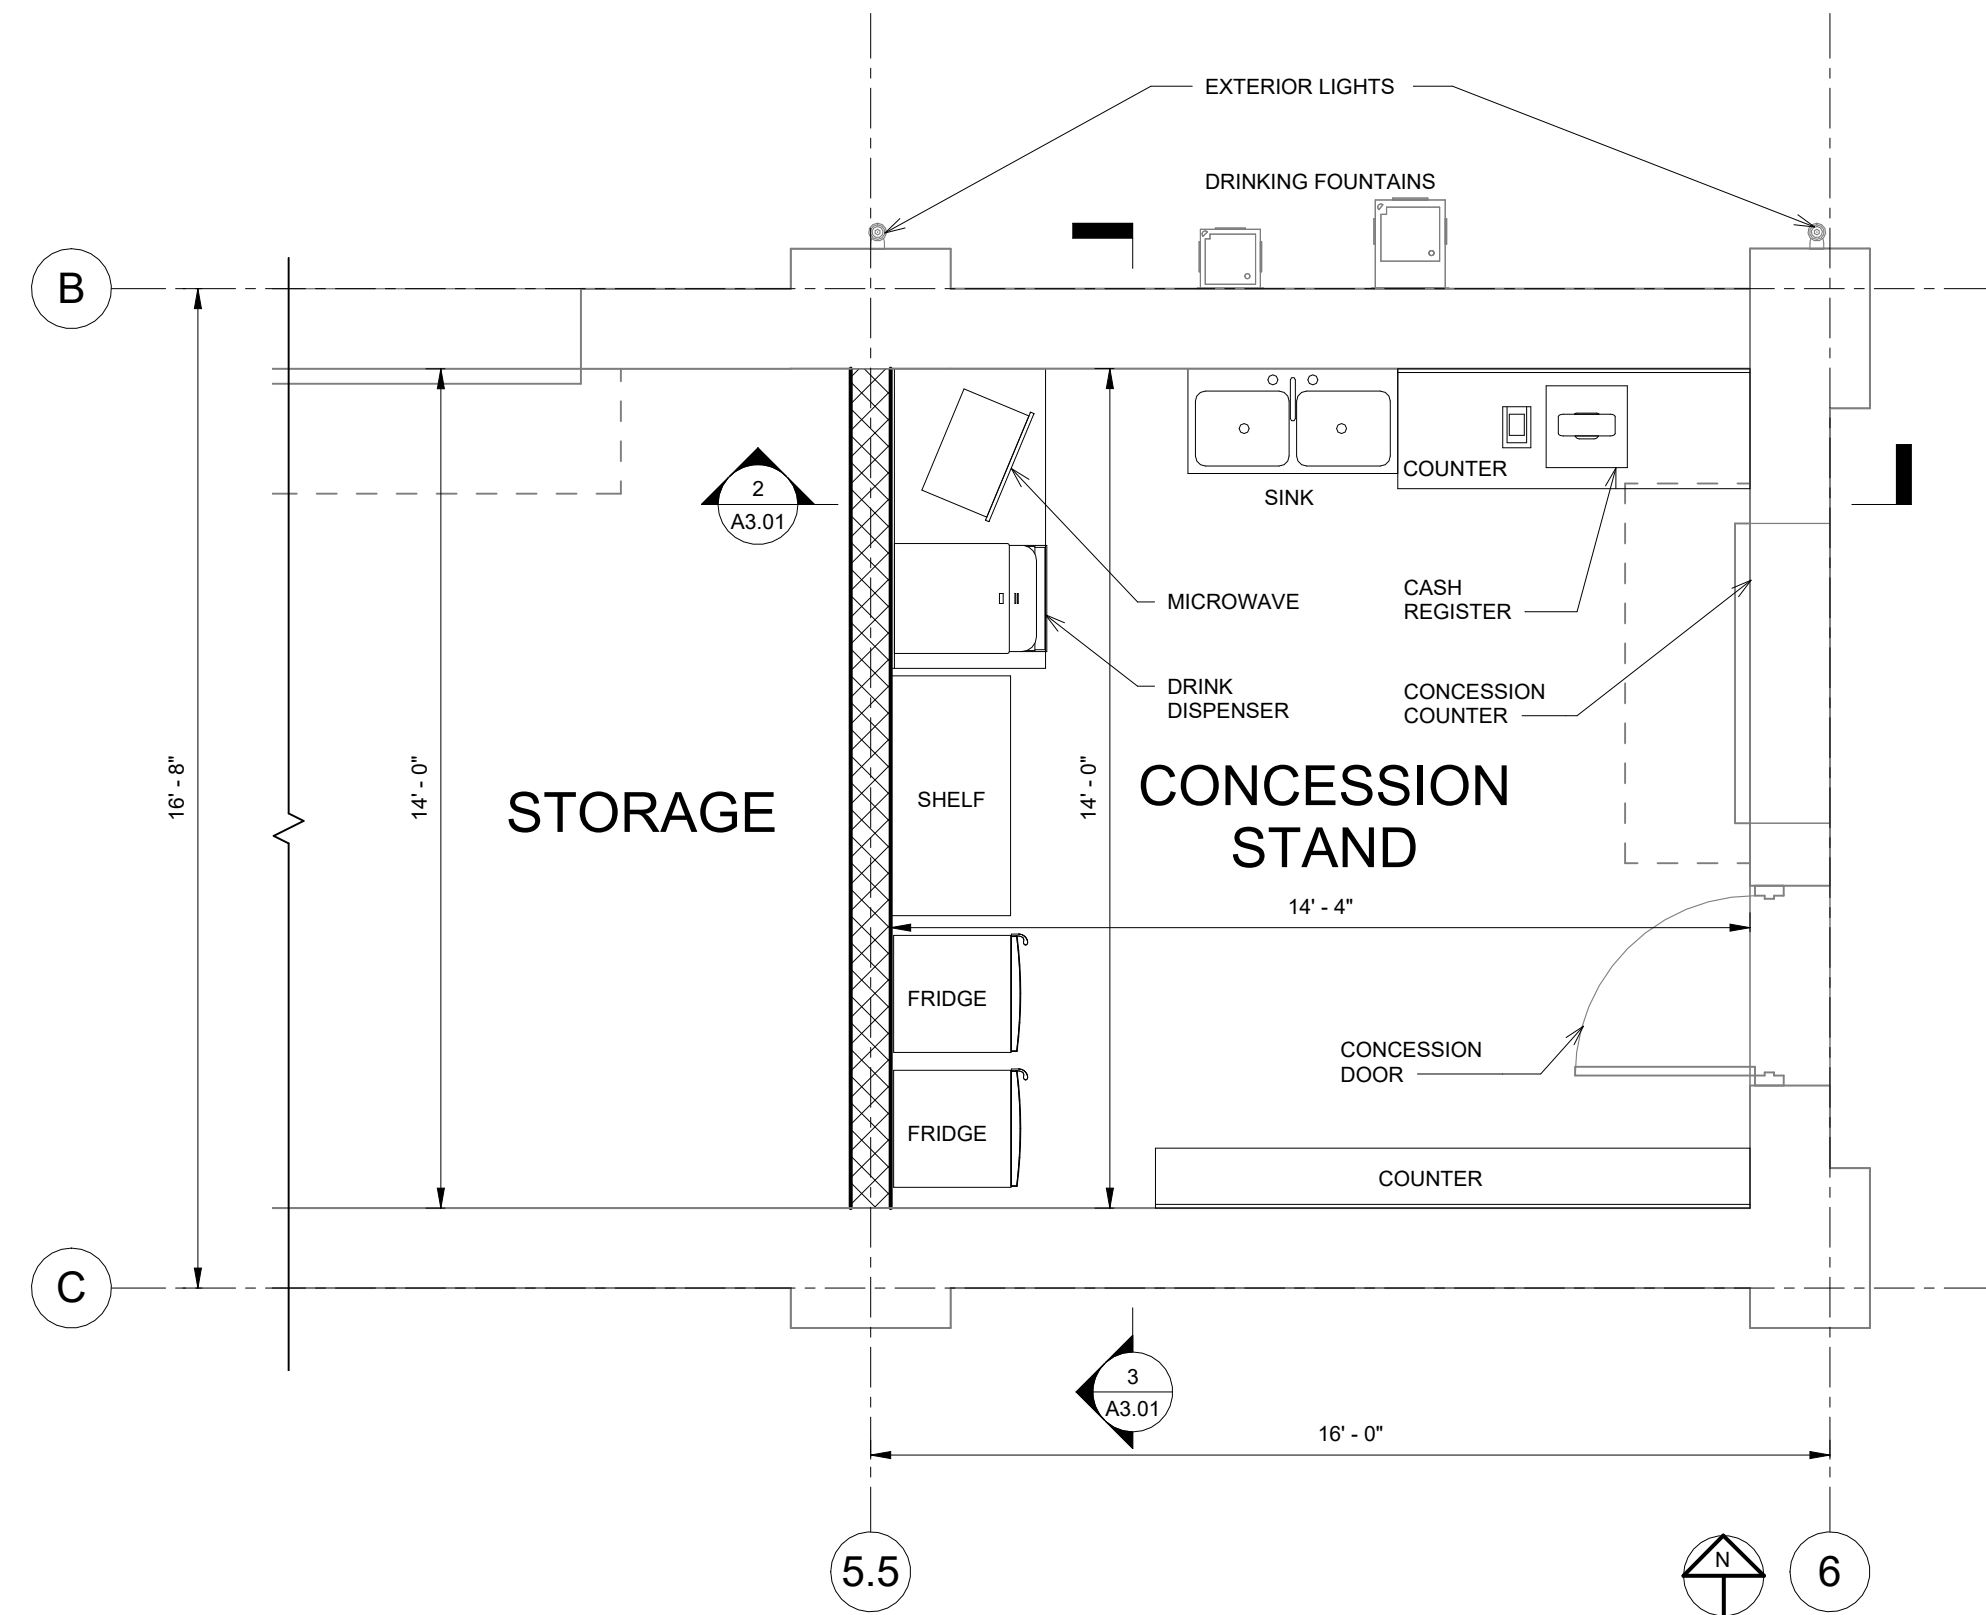 EXTERIOR LIGHTS
DRINKING FOUNTAINS
B
COUNTER
SINK
2
A3.01
MICROWAVE
CASH
REGISTER
DRINK
DISPENSER
CONCESSION
COUNTER
16' - 8"
14' - 0"
STORAGE
SHELF
14' - 0"
CONCESSION
STAND
14' - 4"
FRIDGE
CONCESSION
DOOR
FRIDGE
COUNTER
C
3
A3.01
16' - 0"
5.5
N
6